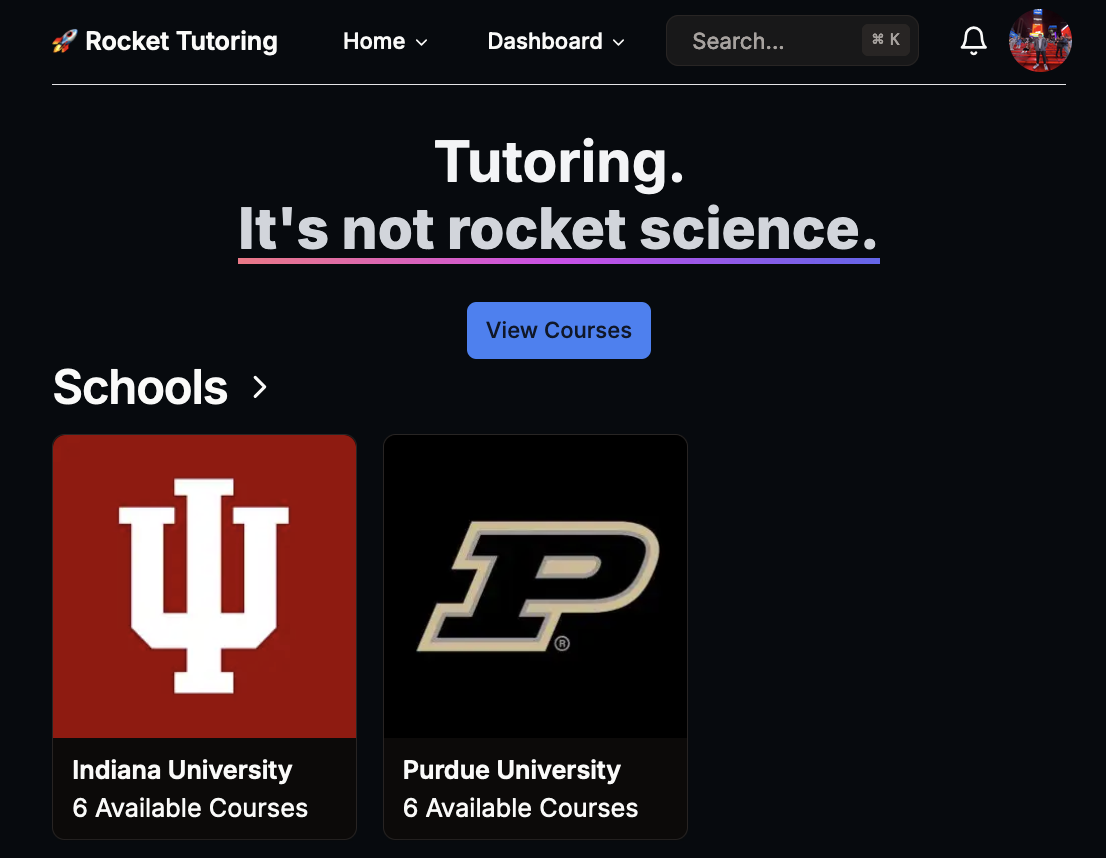 🚀 Rocket Tutoring
Home
Dashboard
Search...
⌘ K
Tutoring.
It's not rocket science.
View Courses
Schools
IU
P
®
Indiana University
6 Available Courses
Purdue University
6 Available Courses